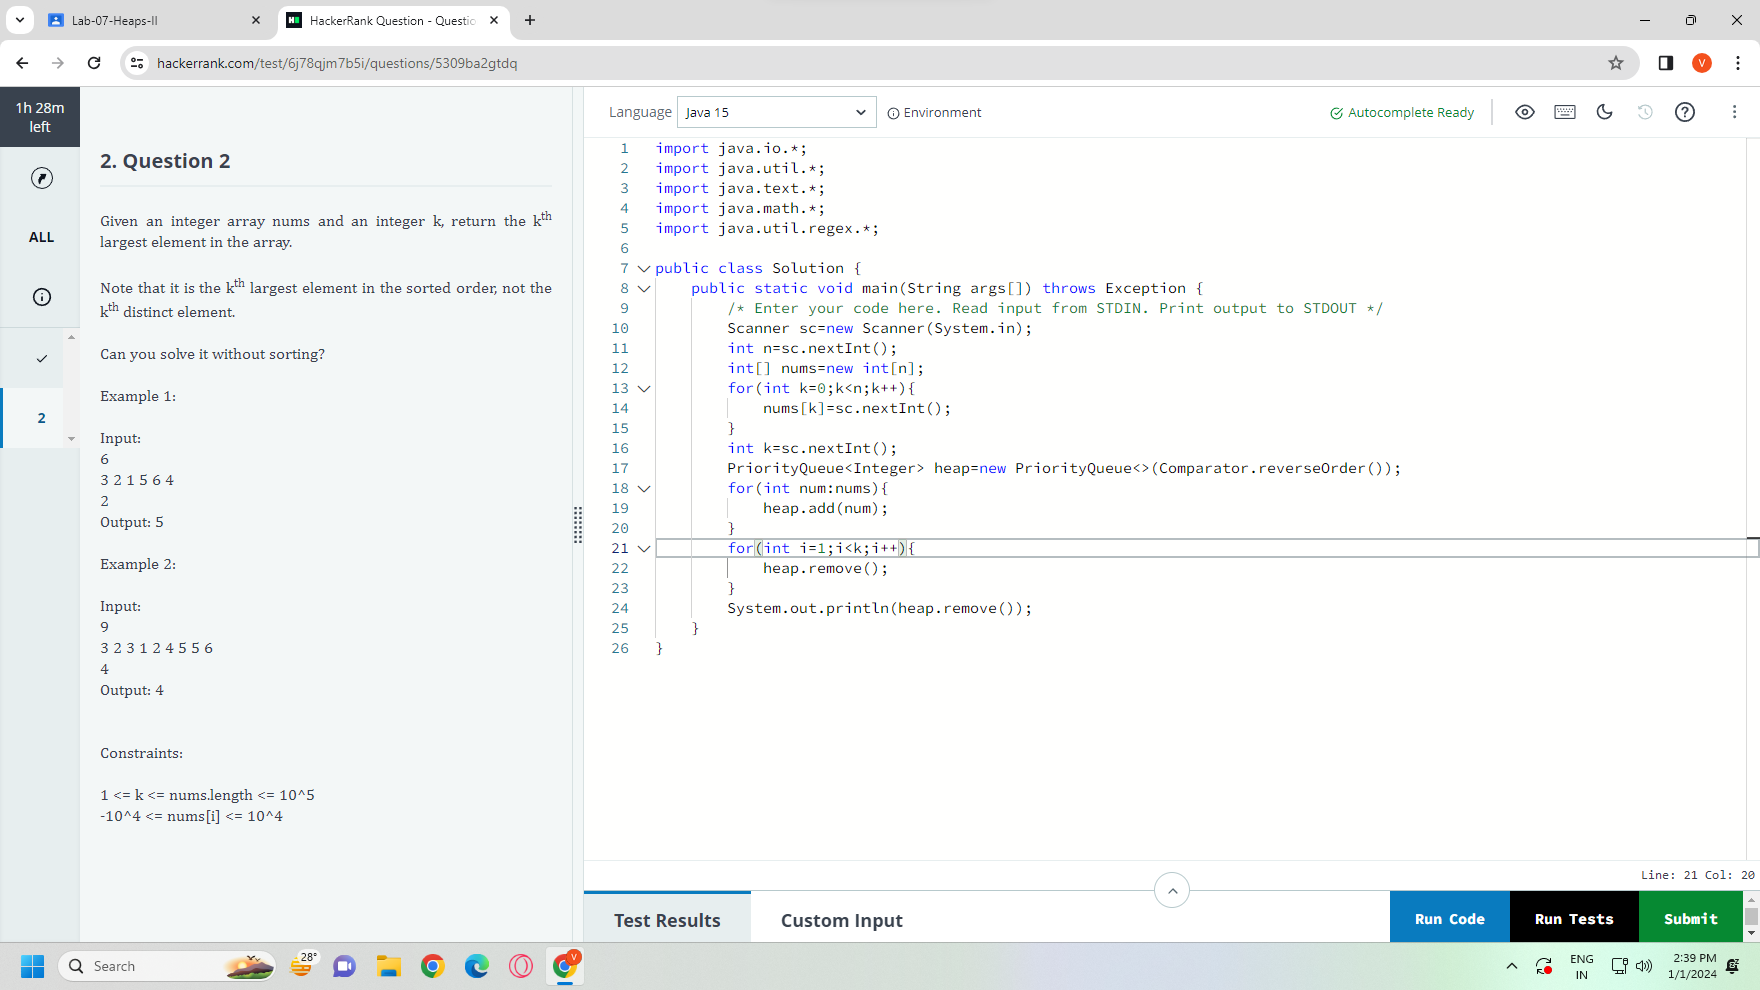 Lab-07-Heaps-II
HackerRank Question - Questio
hackerrank.com/test/6j78qjm7b5i/questions/5309ba2gtdq
V
1h 28m
left
ALL
2
2. Question 2
Given an integer array nums and an integer k, return the kth
largest element in the array.
Note that it is the kth largest element in the sorted order, not the
kth distinct element.
Can you solve it without sorting?
Example 1:
Input:
6
3 2 1 5 6 4
2
Output: 5
Example 2:
Input:
9
3 2 3 1 2 4 5 5 6
4
Output: 4
Constraints:
1 <= k <= nums.length <= 10^5
-10^4 <= nums[i] <= 10^4
Language Java 15 Environment Autocomplete Ready
1 import java.io.*;
2 import java.util.*;
3 import java.text.*;
4 import java.math.*;
5 import java.util.regex.*;
6
7 public class Solution {
8 public static void main(String args[]) throws Exception {
9 /* Enter your code here. Read input from STDIN. Print output to STDOUT */
10 Scanner sc=new Scanner(System.in);
11 int n=sc.nextInt();
12 int[] nums=new int[n];
13 for(int k=0;k<n;k++){
14 nums[k]=sc.nextInt();
15 }
16 int k=sc.nextInt();
17 PriorityQueue<Integer> heap=new PriorityQueue<>(Comparator.reverseOrder());
18 for(int num:nums){
19 heap.add(num);
20 }
21 for(int i=1;i<k;i++){
22 heap.remove();
23 }
24 System.out.println(heap.remove());
25 }
26 }
Line: 21 Col: 20
Test Results Custom Input Run Code Run Tests Submit
Search
28°
V
ENG
IN
2:39 PM
1/1/2024